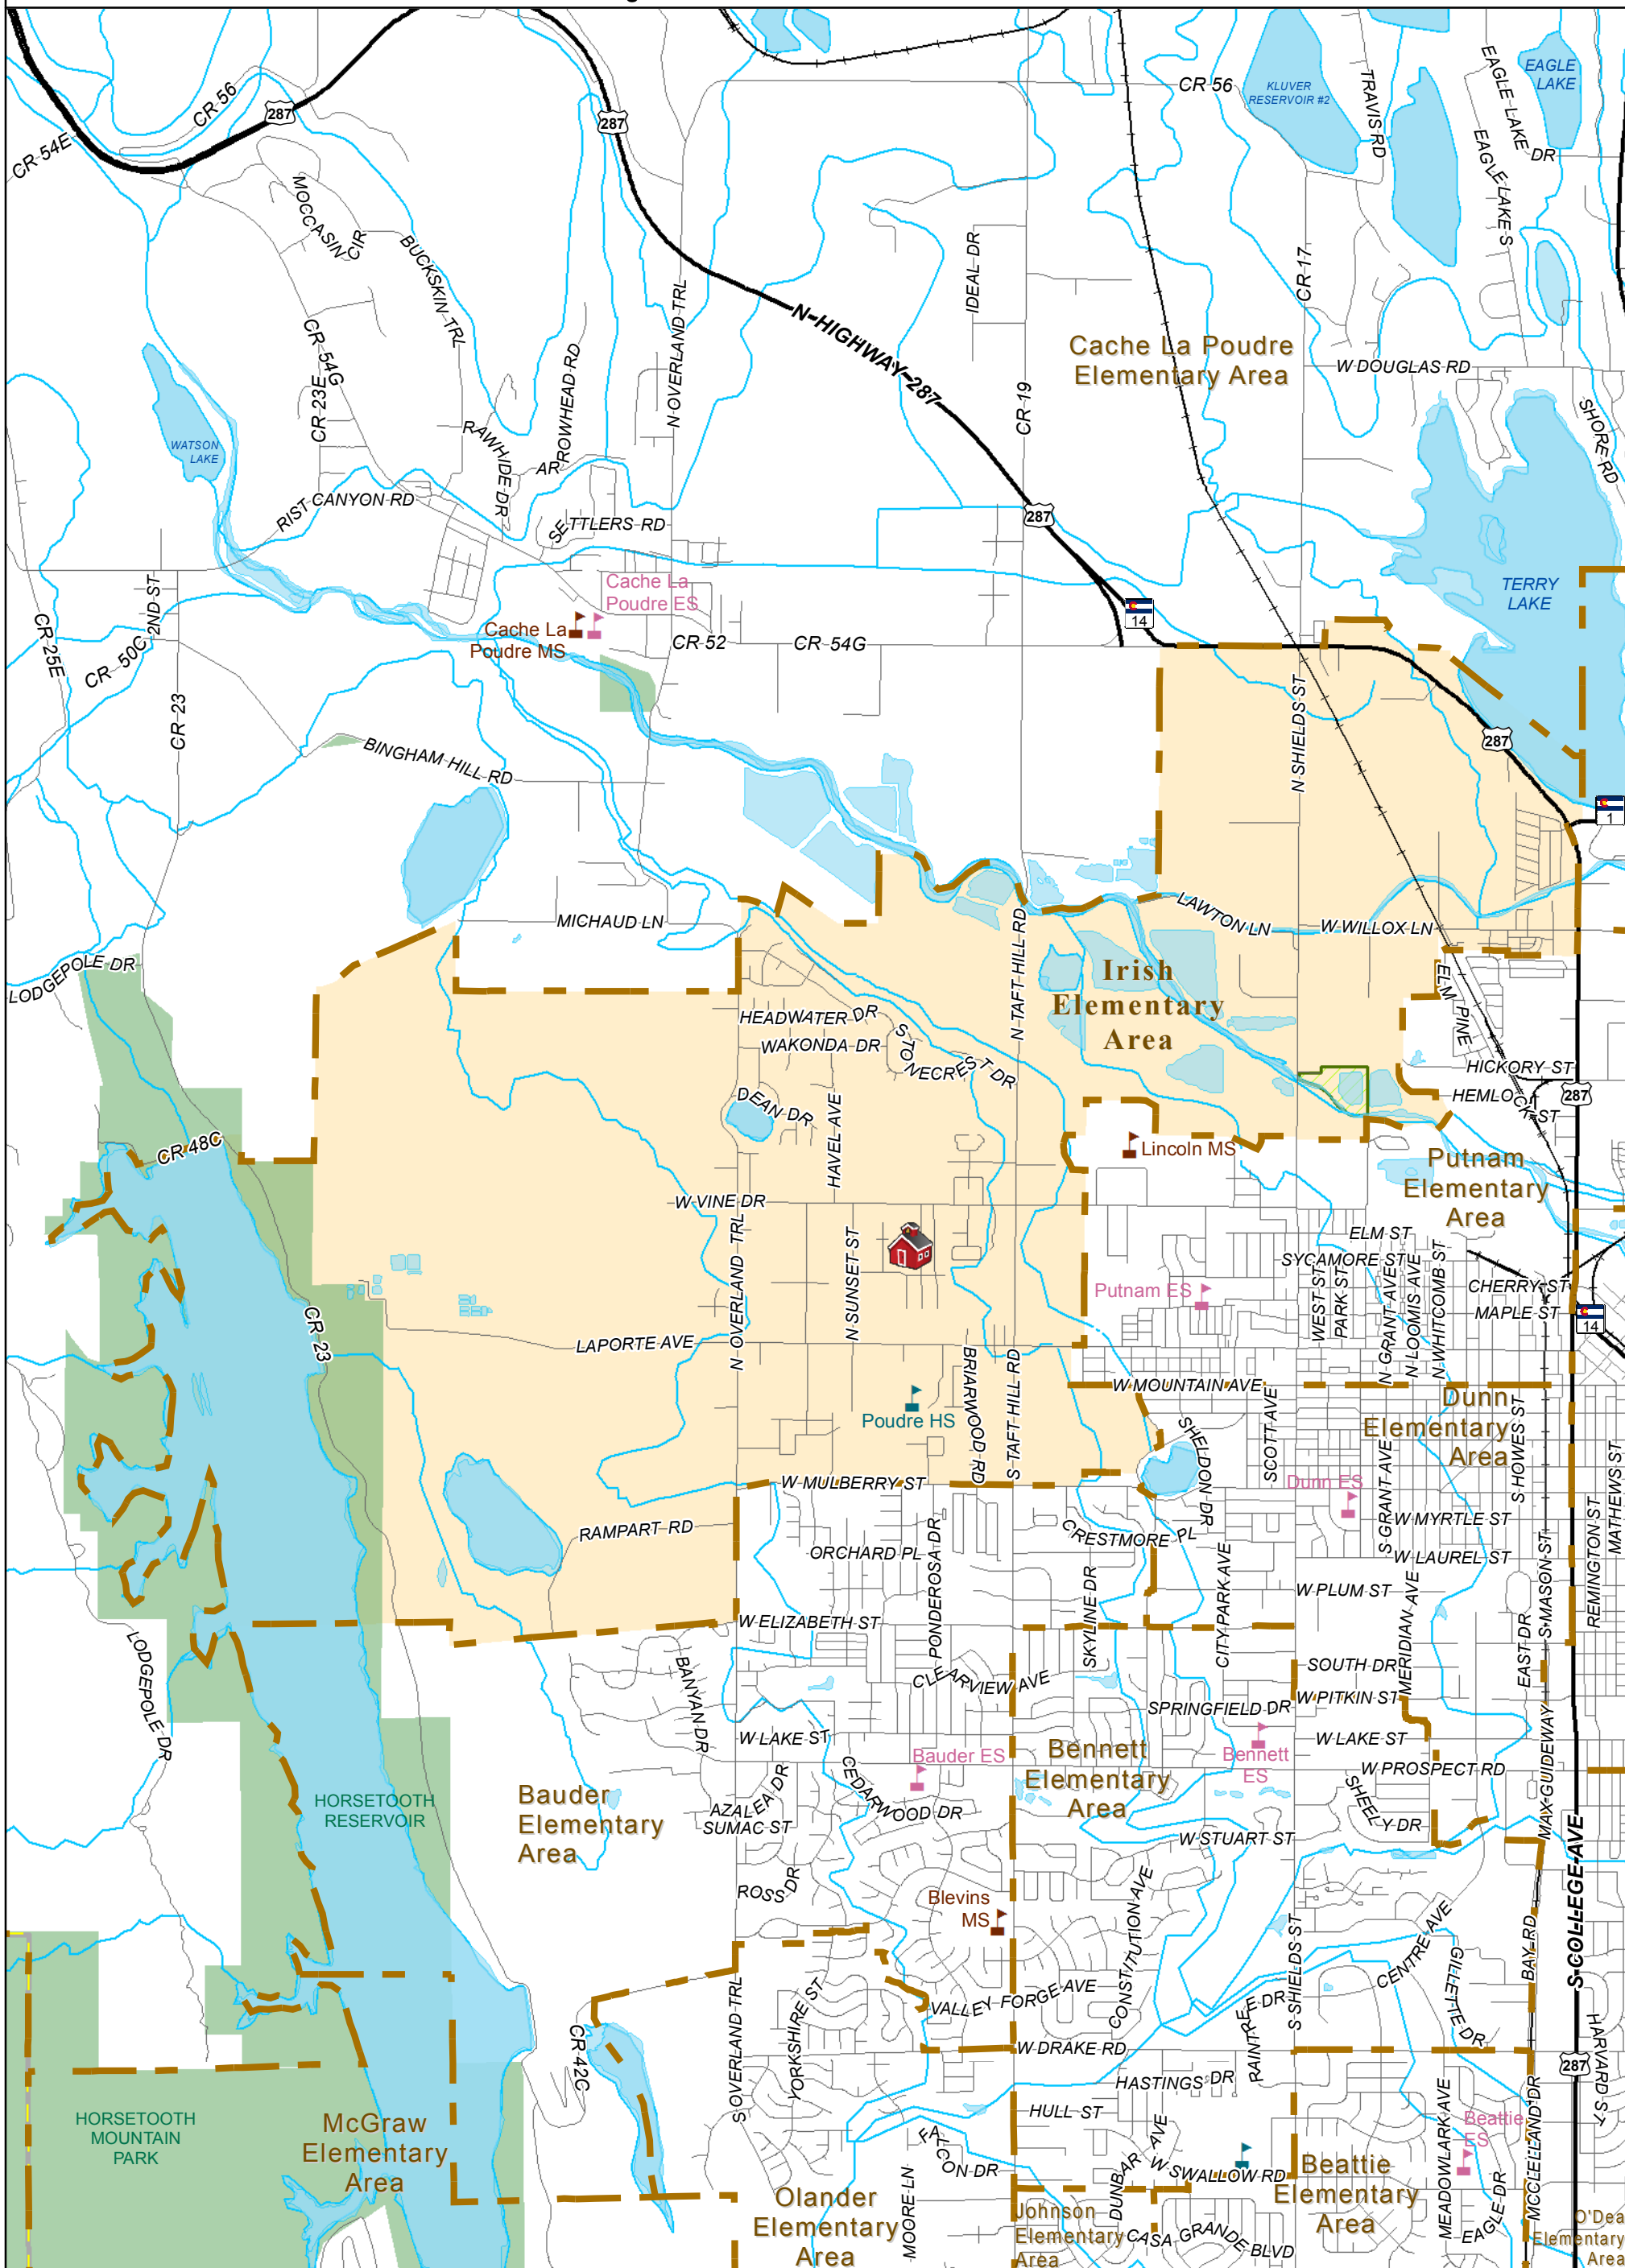 CR 56
287
CR 54E
287
CR 56
KLUVER
RESERVOIR #2
TRAVIS RD
EAGLE LAKE DR
EAGLE
LAKE
EAGLE LAKE S
MOCCASIN CIR
BUCKSKIN TRL
N OVERLAND TRL
IDEAL DR
CR 17
N HIGHWAY 287
CR 54G
CR 23E
ARROWHEAD RD
CR 19
Cache La Poudre
Elementary Area
W DOUGLAS RD
SHORE RD
WATSON
LAKE
RAWHIDE DR
RIST CANYON RD
SETTLERS RD
287
TERRY
LAKE
2ND ST
CR 25E
CR 50C
Cache La
Poudre ES
Cache La
Poudre MS
CR 52
CR 54G
14
CR 23
N SHIELDS ST
287
1
BINGHAM HILL RD
MICHAUD LN
LODGEPOLE DR
N TAFT HILL RD
LAWTON LN
W WILLOX LN
Irish
Elementary
Area
ELM
PINE
HEADWATER DR
WAKONDA DR
STONECREST DR
HICKORY ST
HEMLOCK ST
287
DEAN DR
HAVEL AVE
CR 48C
Lincoln MS
Putnam
Elementary
Area
W VINE DR
N OVERLAND TRL
N SUNSET ST
ELM ST
SYCAMORE ST
CHERRY ST
MAPLE ST
14
Putnam ES
WEST ST
PARK ST
N GRANT AVE
N LOOMIS AVE
N WHITCOMB ST
CR 23
LAPORTE AVE
BRIARWOOD RD
S TAFT HILL RD
W MOUNTAIN AVE
Poudre HS
SHELDON DR
SCOTT AVE
Dunn
Elementary
Area
S HOWES ST
MATHEWS ST
W MULBERRY ST
Dunn ES
S GRANT AVE
W MYRTLE ST
REMINGTON ST
RAMPART RD
ORCHARD PL
PONDEROSA DR
CRESTMORE PL
W LAUREL ST
S MASON ST
SKYLINE DR
CITY PARK AVE
W PLUM ST
MERIDIAN AVE
W ELIZABETH ST
LODGEPOLE DR
BANYAN DR
CLEARVIEW AVE
SOUTH DR
EAST DR
SPRINGFIELD DR
W PITKIN ST
W LAKE ST
Bauder ES
Bennett
Elementary
Area
Bennett
ES
W LAKE ST
W PROSPECT RD
MAX GUIDEWAY
HORSETOOTH
RESERVOIR
Bauder
Elementary
Area
AZALEA DR
SUMAC ST
CEDARWOOD DR
SHEELY DR
W STUART ST
S COLLEGE AVE
ROSS DR
Blevins
MS
CONSTITUTION AVE
S SHIELDS ST
CENTRE AVE
GILLETTE DR
BAY RD
S OVERLAND TRL
YORKSHIRE ST
VALLEY FORGE AVE
RAINTREE DR
CR 42C
W DRAKE RD
287
HARVARD ST
HASTINGS DR
HULL ST
HORSETOOTH
MOUNTAIN
PARK
McGraw
Elementary
Area
FALCON DR
MOORE LN
DUNBAR AVE
W SWALLOW RD
Beattie
ES
MEADOWLARK AVE
MCCLELLAND DR
EAGLE DR
Olander
Elementary
Area
Johnson
Elementary
Area
CASA GRANDE BLVD
Beattie
Elementary
Area
O'Dea
Elementary
Area